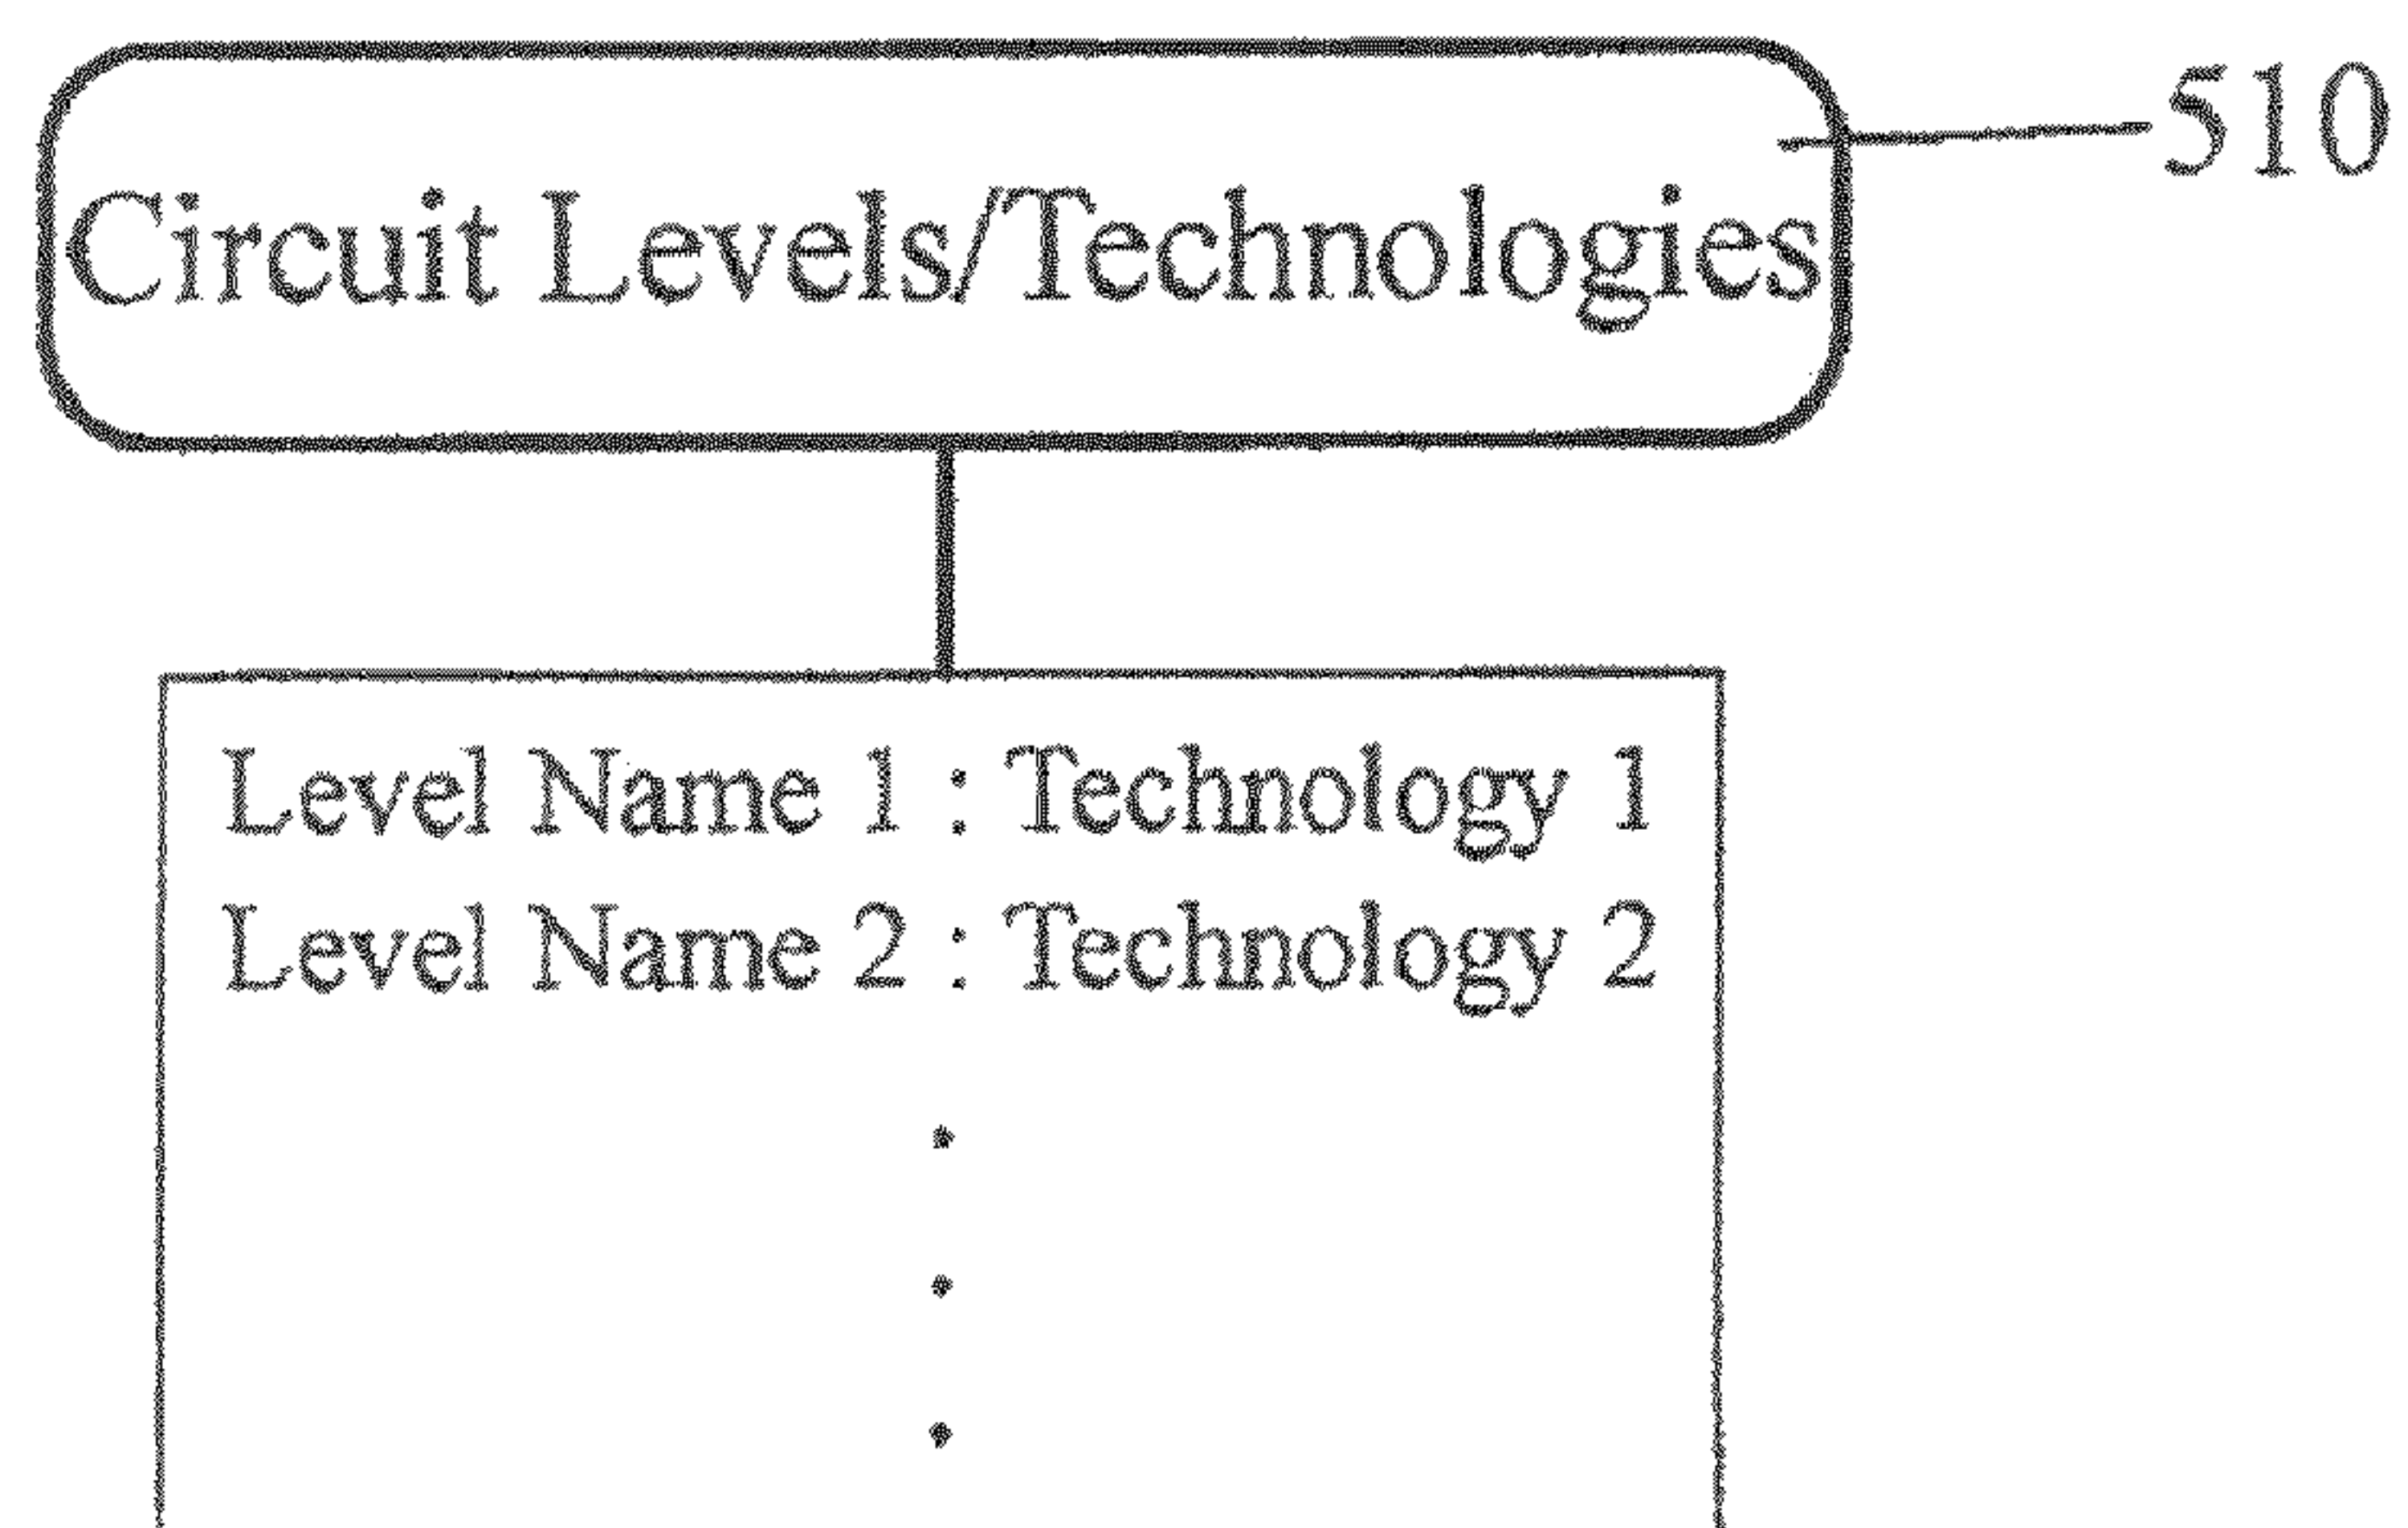 510
Circuit Levels/Technologies
Level Name 1 : Technology 1
Level Name 2 : Technology 2
.
.
.